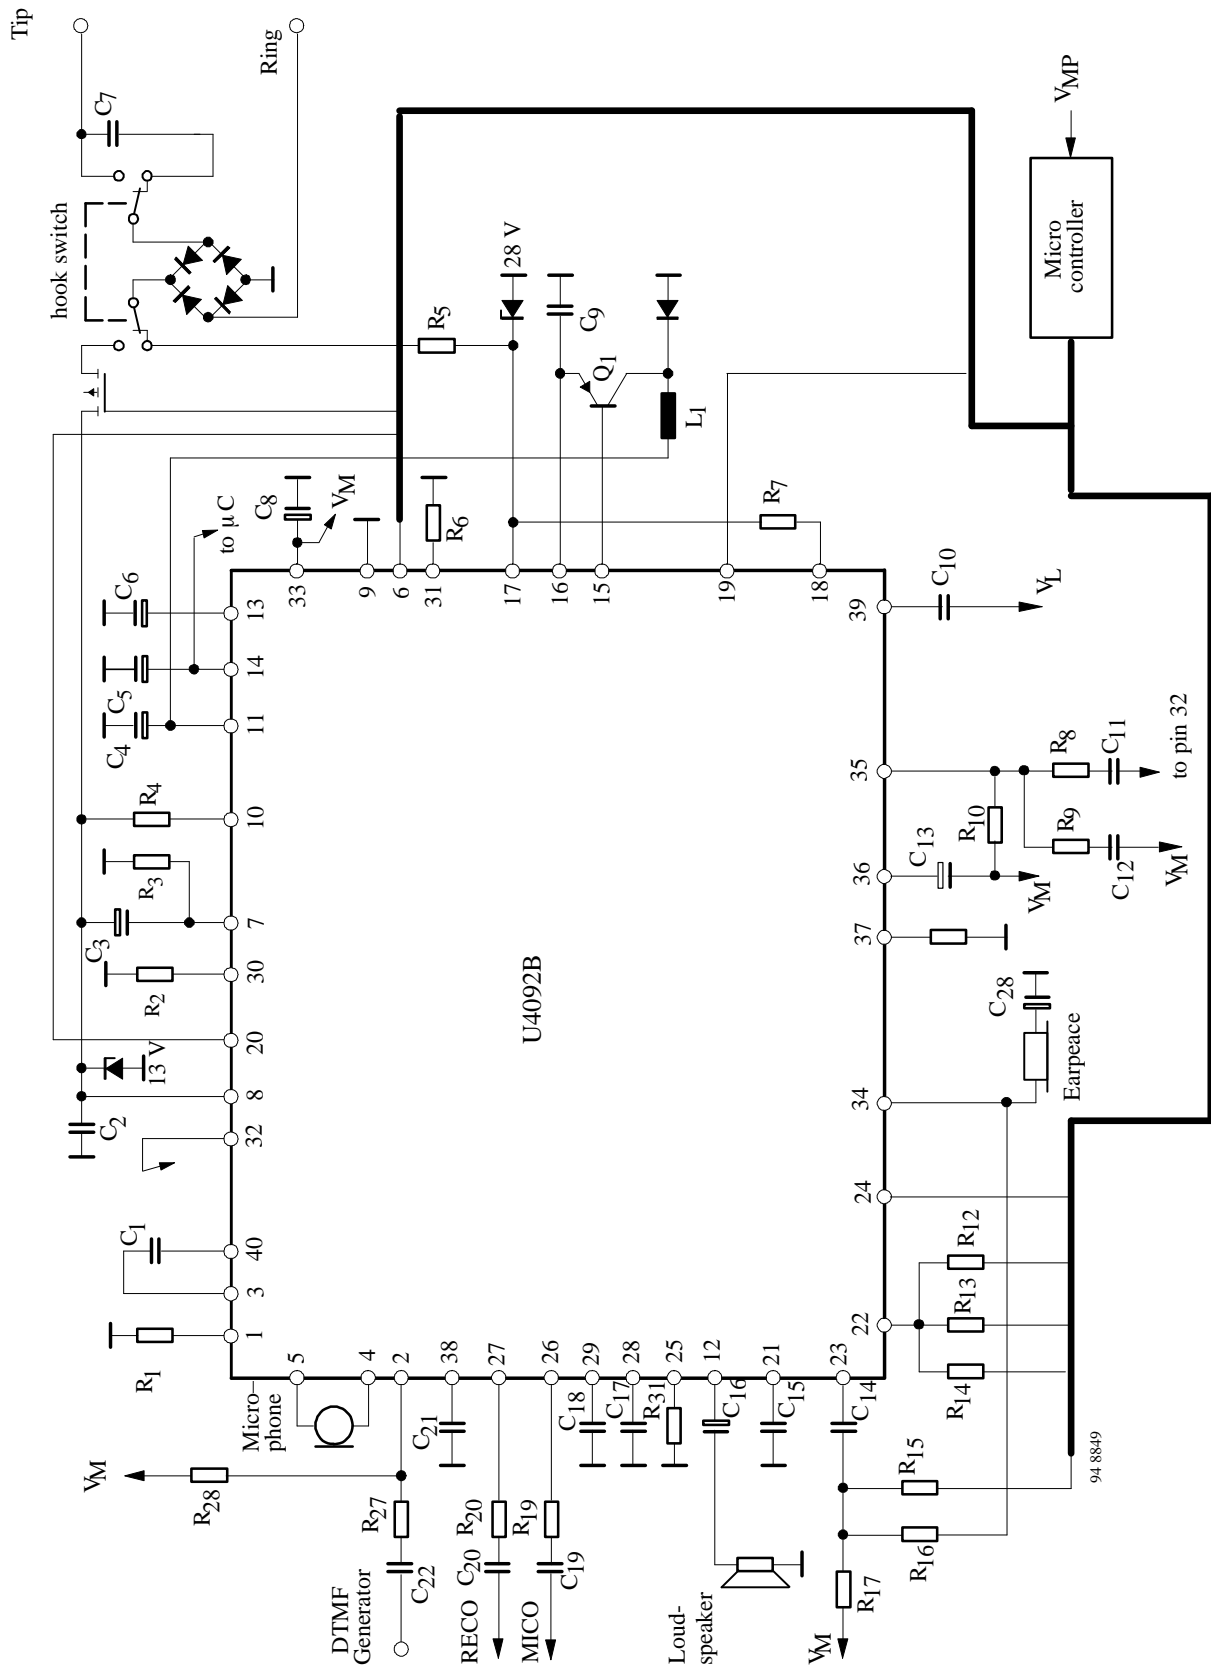 Tip
Ring
C7
hook switch
VMP
Micro
controller
R5
28 V
C9
Q1
L1
to µ C
C8
VM
R6
R7
C6
C5
C4
R4
R3
C3
R2
13 V
C2
C1
R1
13
14
11
10
7
30
20
8
32
40
3
1
33
9
6
31
17
16
15
19
18
U4092B
39
35
36
37
34
24
22
C10
VL
R8
C11
to pin 32
R10
R9
C13
C12
VM
VM
C28
Earpeace
R12
R13
R14
5
4
2
38
27
26
29
28
25
12
21
23
Micro
phone
VM
R28
R27
C22
DTMF
Generator
C21
R20
C20
RECO
R19
C19
MICO
C18
C17
R31
C16
C15
C14
Loud-
speaker
R15
R16
R17
VM
94 8849